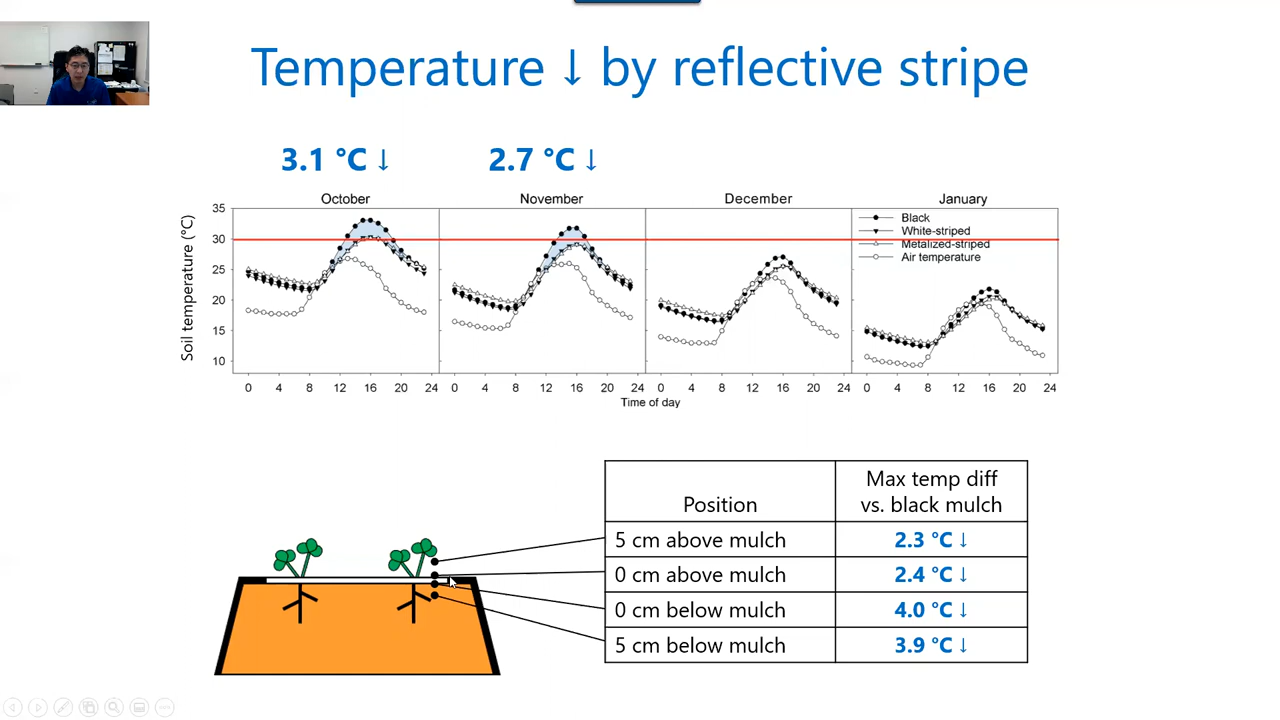 Temperature ↓ by reflective stripe
3.1 °C ↓
2.7 °C ↓
October
November
December
January
Soil temperature (°C)
35
30
25
20
15
10
Black
White-striped
Metalized-striped
Air temperature
0 4 8 12 16 20 24
0 4 8 12 16 20 24
0 4 8 12 16 20 24
0 4 8 12 16 20 24
Time of day
Position
Max temp diff
vs. black mulch
5 cm above mulch 2.3 °C ↓
0 cm above mulch 2.4 °C ↓
0 cm below mulch 4.0 °C ↓
5 cm below mulch 3.9 °C ↓